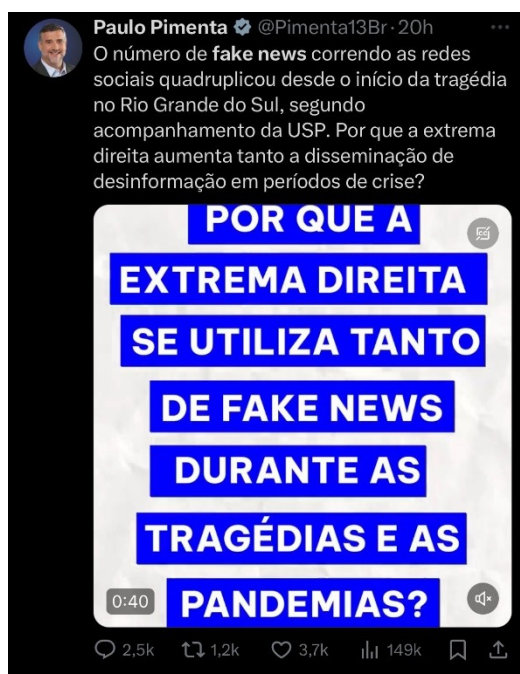 Paulo Pimenta @Pimenta13Br · 20h
O número de fake news correndo as redes
sociais quadruplicou desde o início da tragédia
no Rio Grande do Sul, segundo
acompanhamento da USP. Por que a extrema
direita aumenta tanto a disseminação de
desinformação em períodos de crise?
POR QUE A
EXTREMA DIREITA
SE UTILIZA TANTO
DE FAKE NEWS
DURANTE AS
TRAGÉDIAS E AS
PANDEMIAS?
0:40
2,5k 1,2k 3,7k 149k